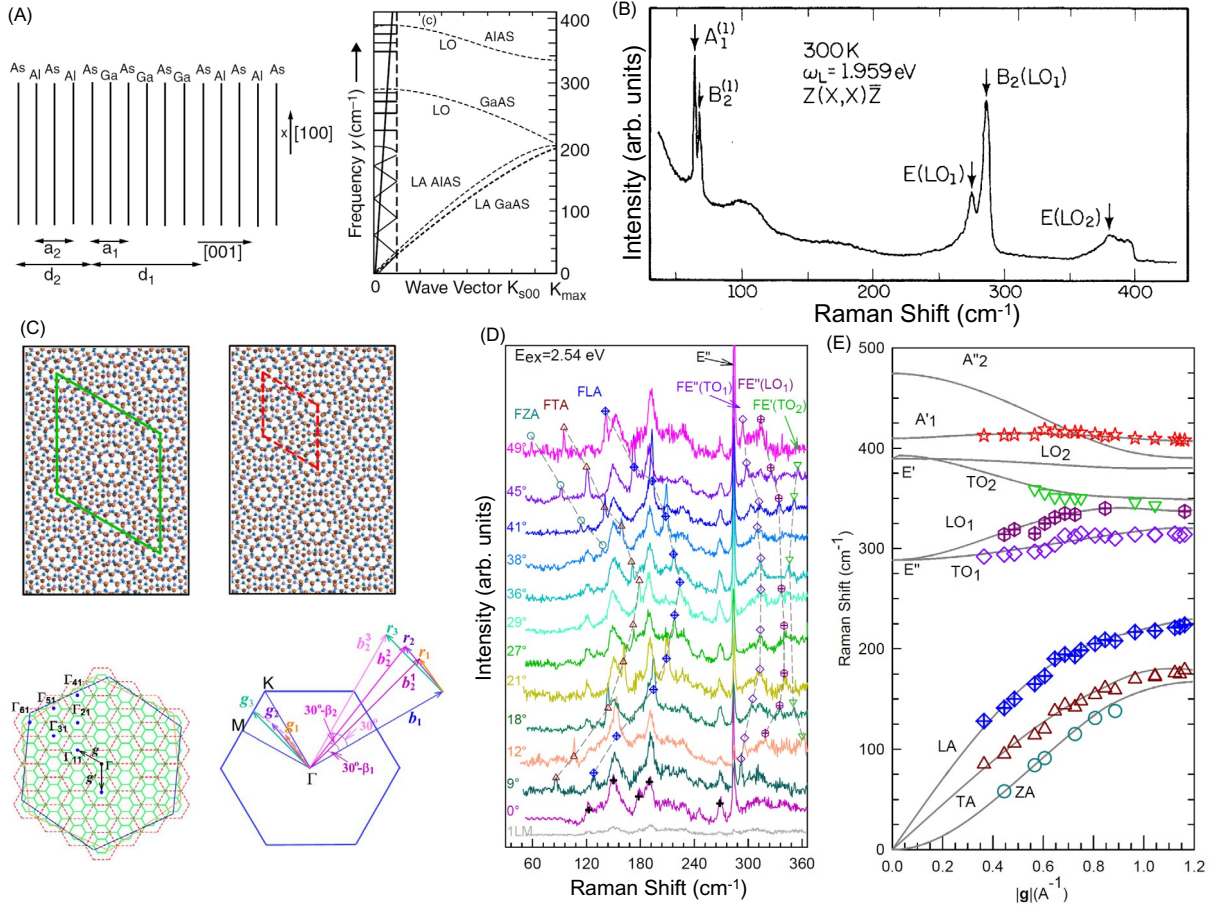 (A)
As As As As As As As As
Al Al Ga Ga Ga Al Al
x [100]
a₂ a₁ [001]
d₂ d₁
(c)
AlAS
LO
GaAS
LO
LA AlAS
LA GaAS
Frequency y (cm⁻¹)
400
300
200
100
0
0 Wave Vector K_s00 K_max
(B)
A₁⁽¹⁾
B₂⁽¹⁾
300K
ω_L = 1.959 eV
Z(X,X)Z̅
B₂(LO₁)
E(LO₁)
E(LO₂)
Intensity (arb. units)
100 200 300 400
Raman Shift (cm⁻¹)
(C)
Γ₄₁
Γ₅₁
Γ₆₁
Γ₂₁
Γ₃₁
Γ₁₁
g
Γ
g'
K
M
g₃
g₂
g₁
b₂³
b₂²
b₂¹
r₃
r₂
r₁
b₁
30°-β₂
30°
30°-β₁
Γ
(D)
E_ex=2.54 eV
E''
FZA
FTA
FLA
FE''(TO₁)
FE''(LO₁)
FE'(TO₂)
49°
45°
41°
38°
36°
29°
27°
21°
18°
12°
9°
0°
1LM
Intensity (arb. units)
60 120 180 240 300 360
Raman Shift (cm⁻¹)
(E)
500
400
300
200
100
0
Raman Shift (cm⁻¹)
A''2
A'₁
LO₂
E'
TO₂
LO₁
E''
TO₁
LA
TA
ZA
0.0 0.2 0.4 0.6 0.8 1.0 1.2
|g|(A⁻¹)